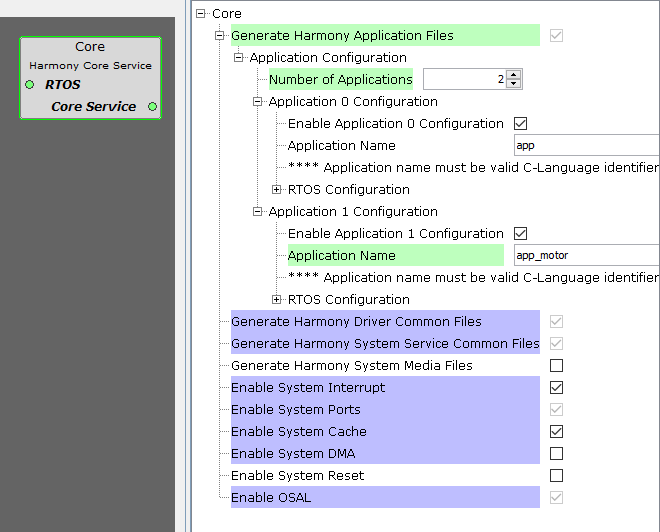 Core
Harmony Core Service
RTOS
Core Service
Core
Generate Harmony Application Files
Application Configuration
Number of Applications 2
Application 0 Configuration
Enable Application 0 Configuration
Application Name app
**** Application name must be valid C-Language identifier
RTOS Configuration
Application 1 Configuration
Enable Application 1 Configuration
Application Name app_motor
**** Application name must be valid C-Language identifier
RTOS Configuration
Generate Harmony Driver Common Files
Generate Harmony System Service Common Files
Generate Harmony System Media Files
Enable System Interrupt
Enable System Ports
Enable System Cache
Enable System DMA
Enable System Reset
Enable OSAL